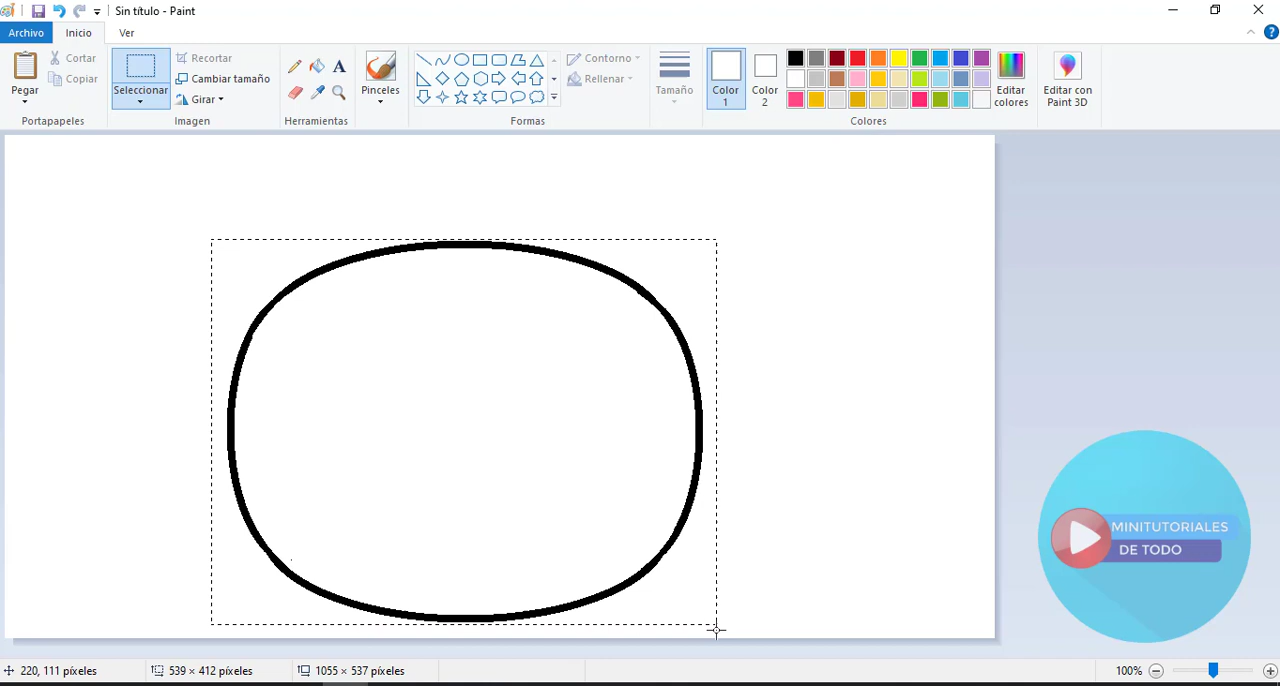 Sin título - Paint
Archivo Inicio Ver
Pegar
Cortar
Copiar
Portapapeles
Seleccionar
Recortar
Cambiar tamaño
Girar
Imagen
A
Herramientas
Pinceles
Contorno
Rellenar
Formas
Tamaño
Color
1
Color
2
Editar
colores
Colores
Editar con
Paint 3D
MINITUTORIALES
DE TODO
220, 111 píxeles 539 × 412 píxeles 1055 × 537 píxeles 100%